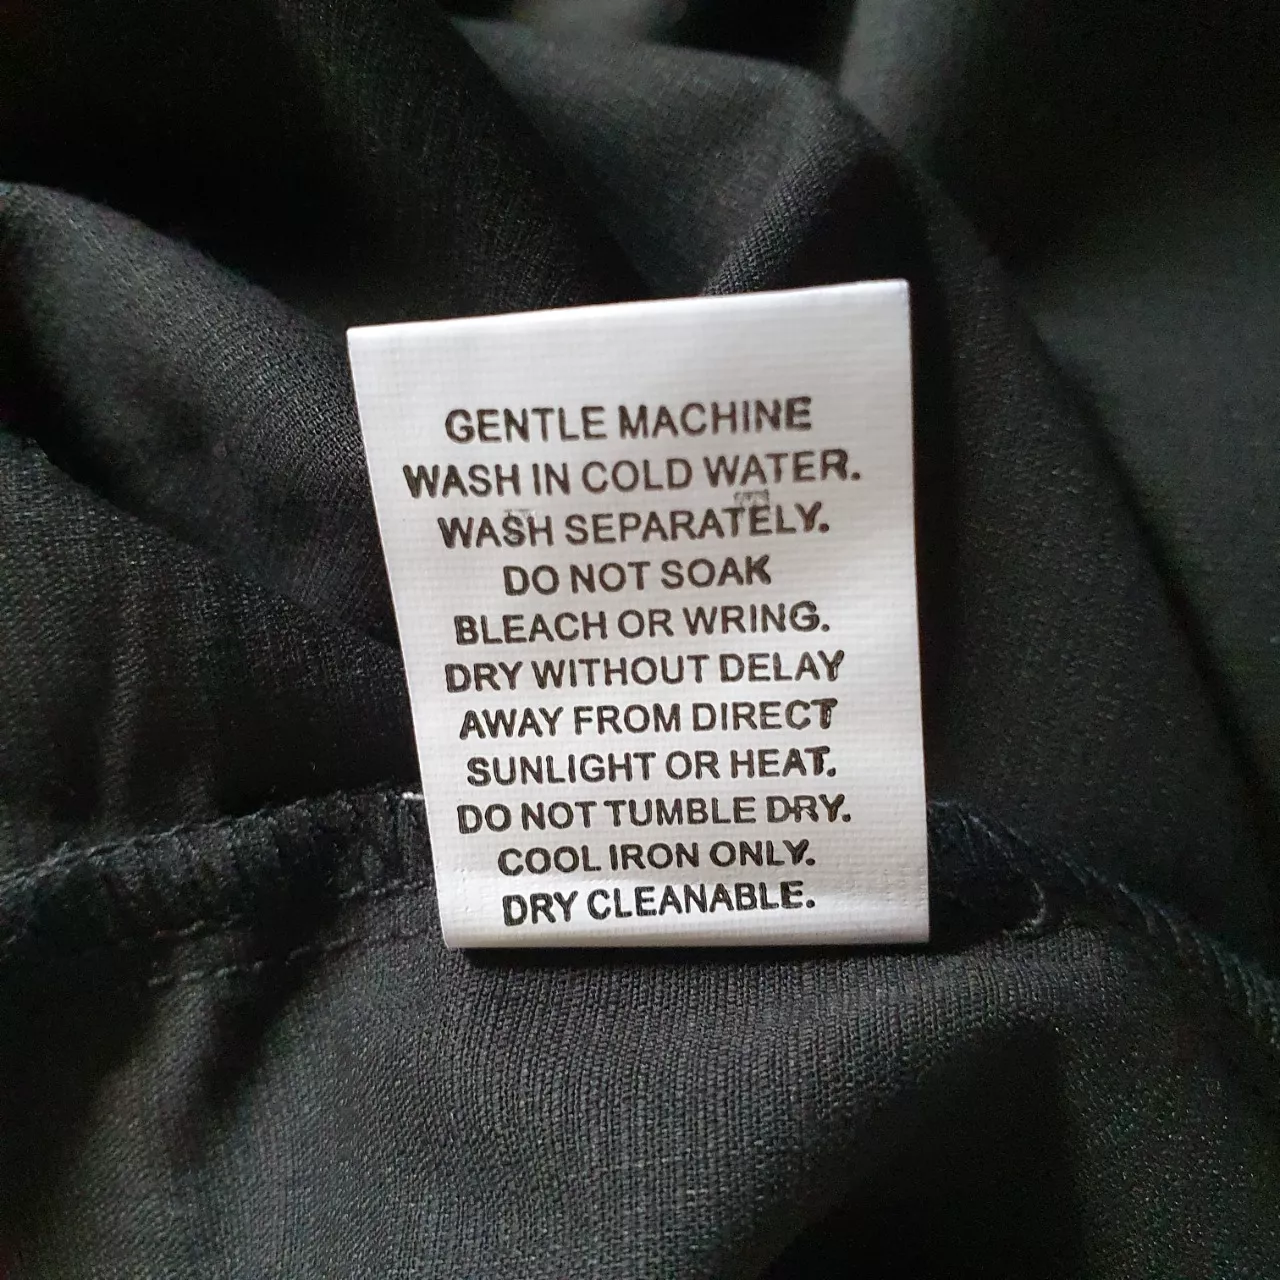 GENTLE MACHINE
WASH IN COLD WATER.
WASH SEPARATELY.
DO NOT SOAK
BLEACH OR WRING.
DRY WITHOUT DELAY
AWAY FROM DIRECT
SUNLIGHT OR HEAT.
DO NOT TUMBLE DRY.
COOL IRON ONLY.
DRY CLEANABLE.